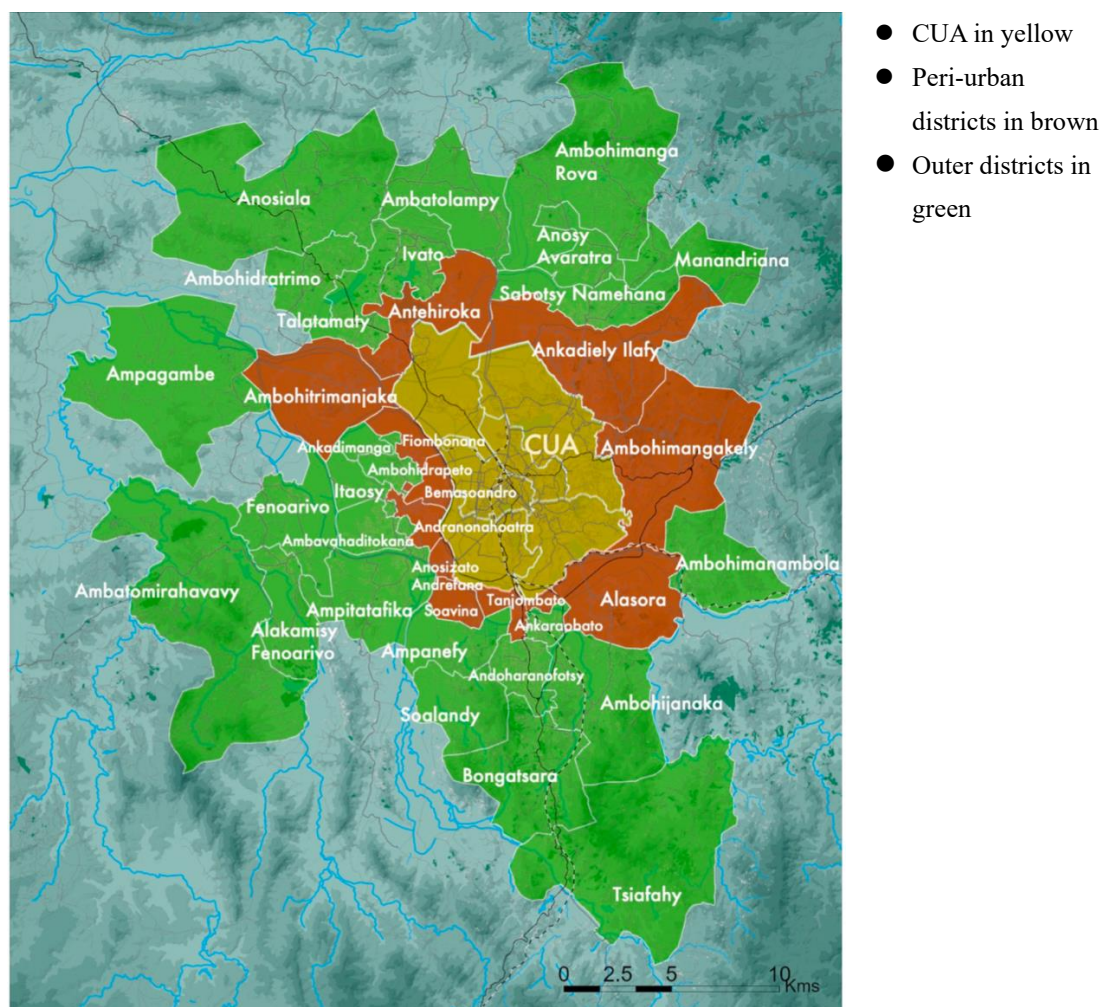 Ambohimanga
Rova
Anosiala
Ambatolampy
Anosy
Avaratra
Ivato
Manandriana
Ambohidratrimo
Sabotsy Namehana
Talatamaty
Antehiroka
Ankadiely Ilafy
Ampagambe
Ambohitrimanjaka
Fiombonana
CUA
Ambohimangakely
Ankadimanga
Ambohidrapeto
Itaosy
Bemasoandro
Fenoarivo
Andranonahoatra
Ambavahaditokana
Anosizato
Andrefana
Ambohimanambola
Ambatomirahavavy
Ampitatafika
Soavina
Tanjombato
Alasora
Ankaraobato
Alakamisy
Fenoarivo
Ampanefy
Andoharanofotsy
Soalandy
Ambohijanaka
Bongatsara
Tsiafahy
0 2.5 5 10
Kms
● CUA in yellow
● Peri-urban
districts in brown
● Outer districts in
green